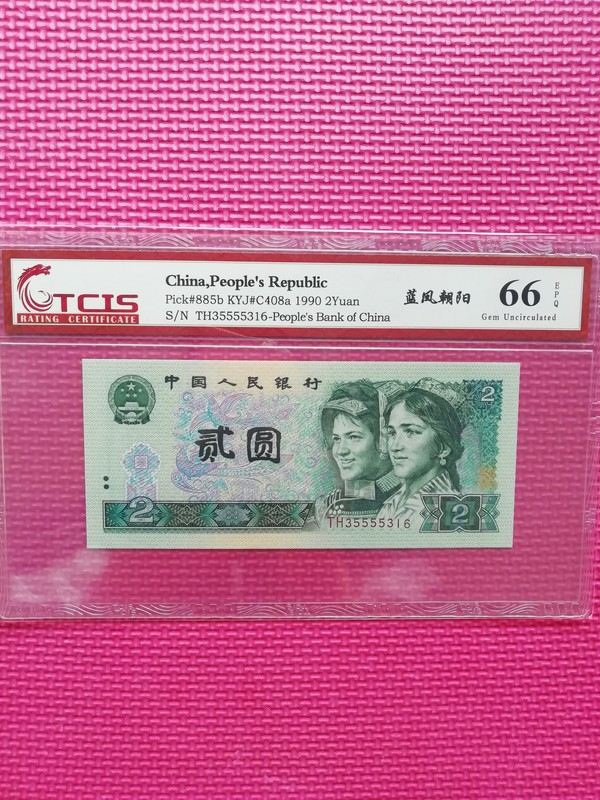 TCIS
RATING CERTIFICATE
China,People's Republic
Pick#885b KYJ#C408a 1990 2Yuan
S/N TH35555316-People's Bank of China
蓝凤朝阳
66
EPQ
Gem Uncirculated
中国人民银行
2
贰圆
TH35555316
2
2